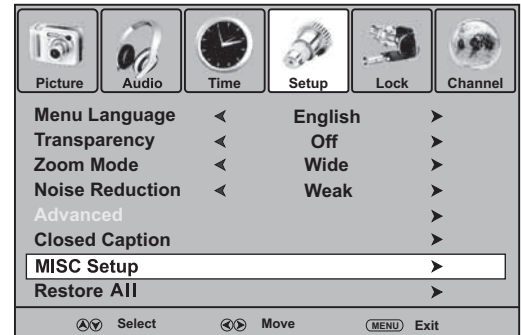 Picture Audio Time Setup Lock Channel
Menu Language English
Transparency Off
Zoom Mode Wide
Noise Reduction Weak
Advanced
Closed Caption
MISC Setup
Restore All
Select Move MENU Exit